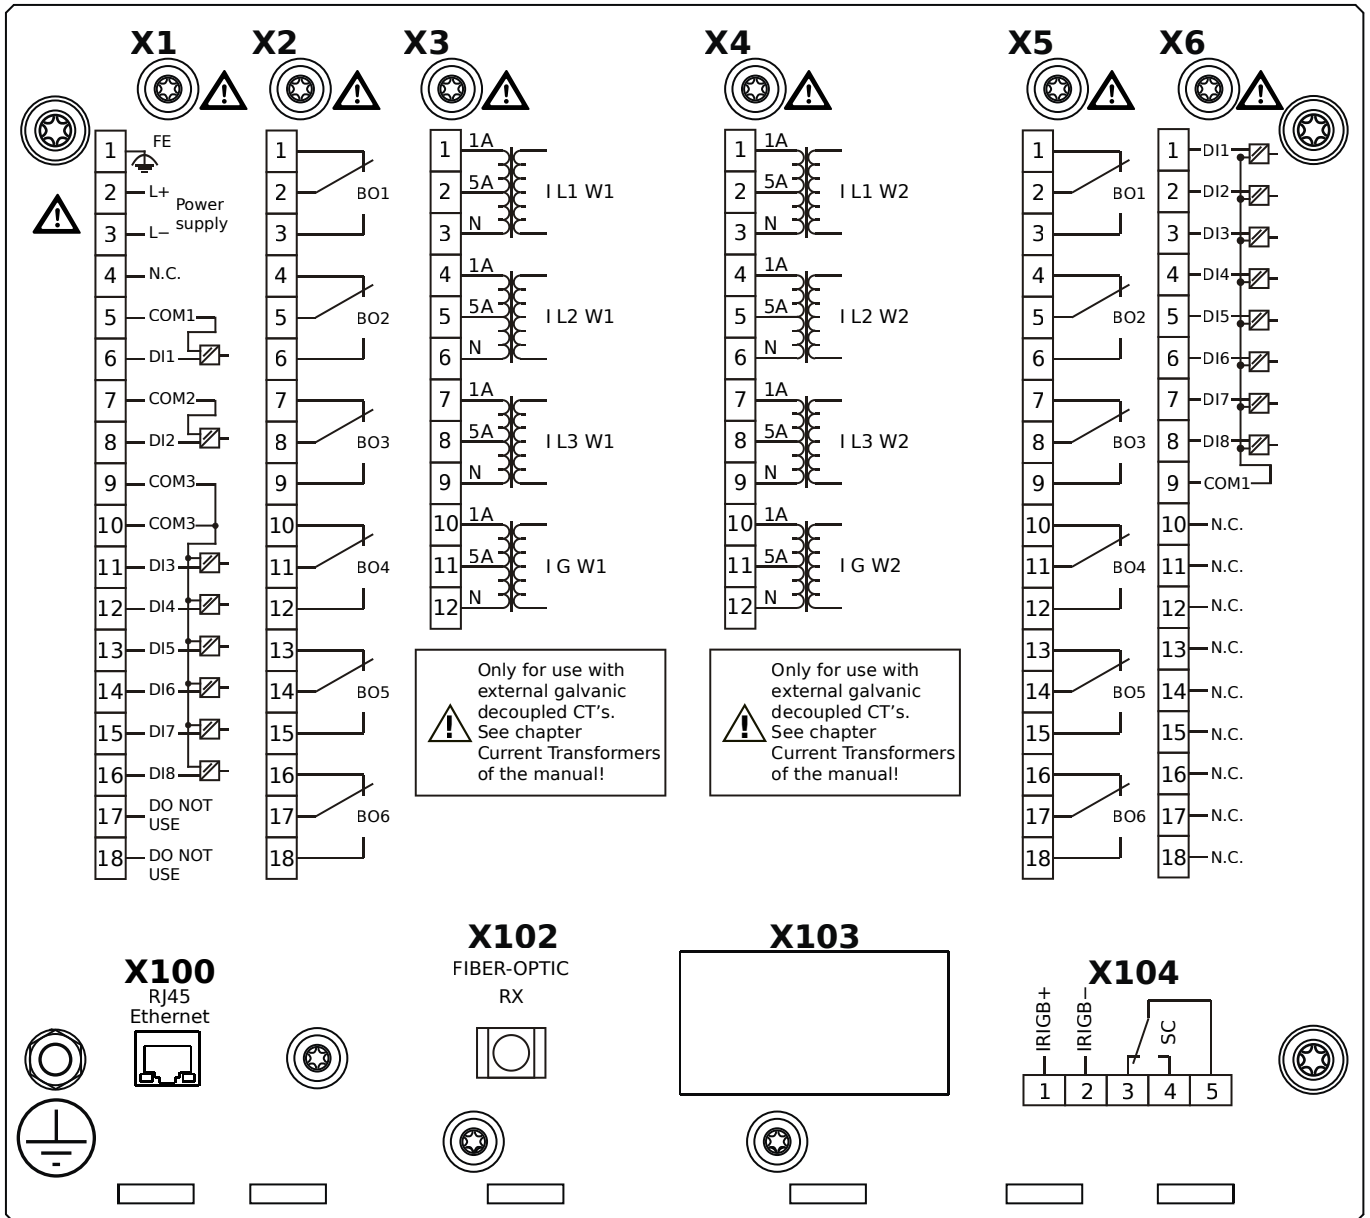 X1
X2
X3
X4
X5
X6
1
FE
2
L+
Power
supply
3
L−
4
N.C.
5
COM1
6
DI1
7
COM2
8
DI2
9
COM3
10
COM3
11
DI3
12
DI4
13
DI5
14
DI6
15
DI7
16
DI8
17
DO NOT
USE
18
DO NOT
USE
1
2
BO1
3
4
5
BO2
6
7
8
BO3
9
10
11
BO4
12
13
14
BO5
15
16
17
BO6
18
1
1A
2
5A
I L1 W1
3
N
4
1A
5
5A
I L2 W1
6
N
7
1A
8
5A
I L3 W1
9
N
10
1A
11
5A
I G W1
12
N
Only for use with
external galvanic
decoupled CT's.
See chapter
Current Transformers
of the manual!
1
1A
2
5A
I L1 W2
3
N
4
1A
5
5A
I L2 W2
6
N
7
1A
8
5A
I L3 W2
9
N
10
1A
11
5A
I G W2
12
N
Only for use with
external galvanic
decoupled CT's.
See chapter
Current Transformers
of the manual!
1
2
BO1
3
4
5
BO2
6
7
8
BO3
9
10
11
BO4
12
13
14
BO5
15
16
17
BO6
18
1
DI1
2
DI2
3
DI3
4
DI4
5
DI5
6
DI6
7
DI7
8
DI8
9
COM1
10
N.C.
11
N.C.
12
N.C.
13
N.C.
14
N.C.
15
N.C.
16
N.C.
17
N.C.
18
N.C.
X100
RJ45
Ethernet
X102
FIBER-OPTIC
RX
X103
X104
IRIGB+
IRIGB−
SC
1
2
3
4
5